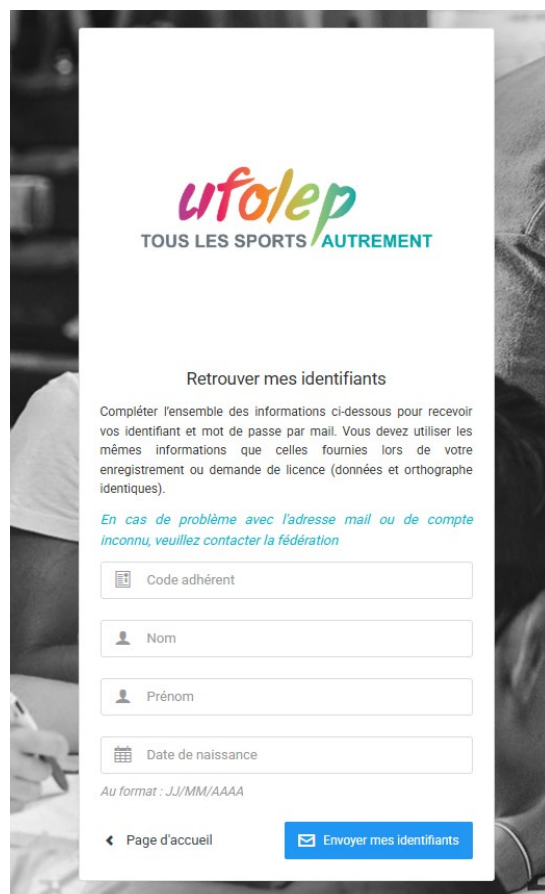 ufolep
TOUS LES SPORTS AUTREMENT
Retrouver mes identifiants
Compléter l'ensemble des informations ci-dessous pour recevoir
vos identifiant et mot de passe par mail. Vous devez utiliser les
mêmes informations que celles fournies lors de votre
enregistrement ou demande de licence (données et orthographe
identiques).
En cas de problème avec l'adresse mail ou de compte
inconnu, veuillez contacter la fédération
Code adhérent
Nom
Prénom
Date de naissance
Au format : JJ/MM/AAAA
Page d'accueil
Envoyer mes identifiants